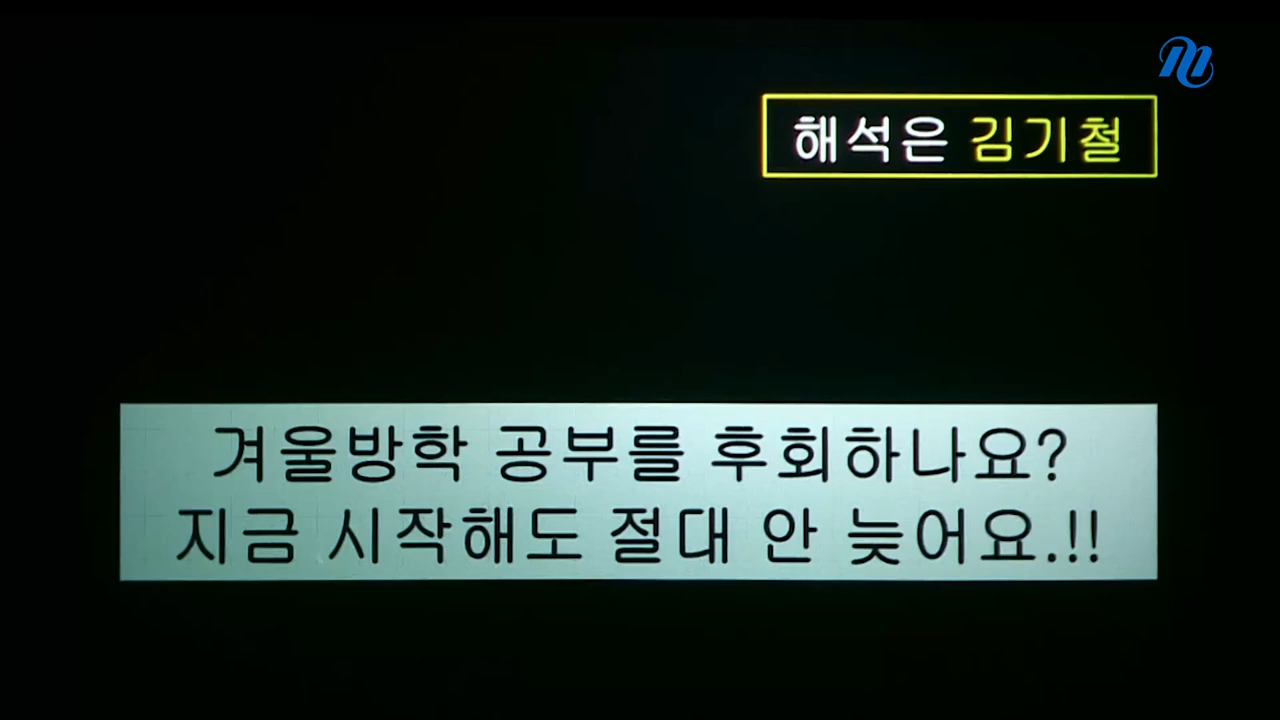 해석은 김기철
겨울방학 공부를 후회하나요?
지금 시작해도 절대 안 늦어요.!!